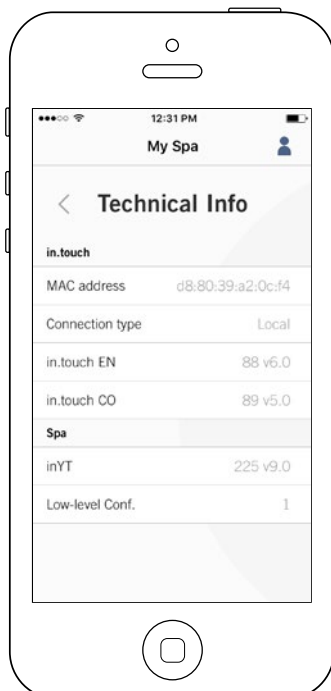 12:31 PM
My Spa
Technical Info
in.touch
MAC address d8:80:39:a2:0c:f4
Connection type Local
in.touch EN 88 v6.0
in.touch CO 89 v5.0
Spa
inYT 225 v9.0
Low-level Conf. 1